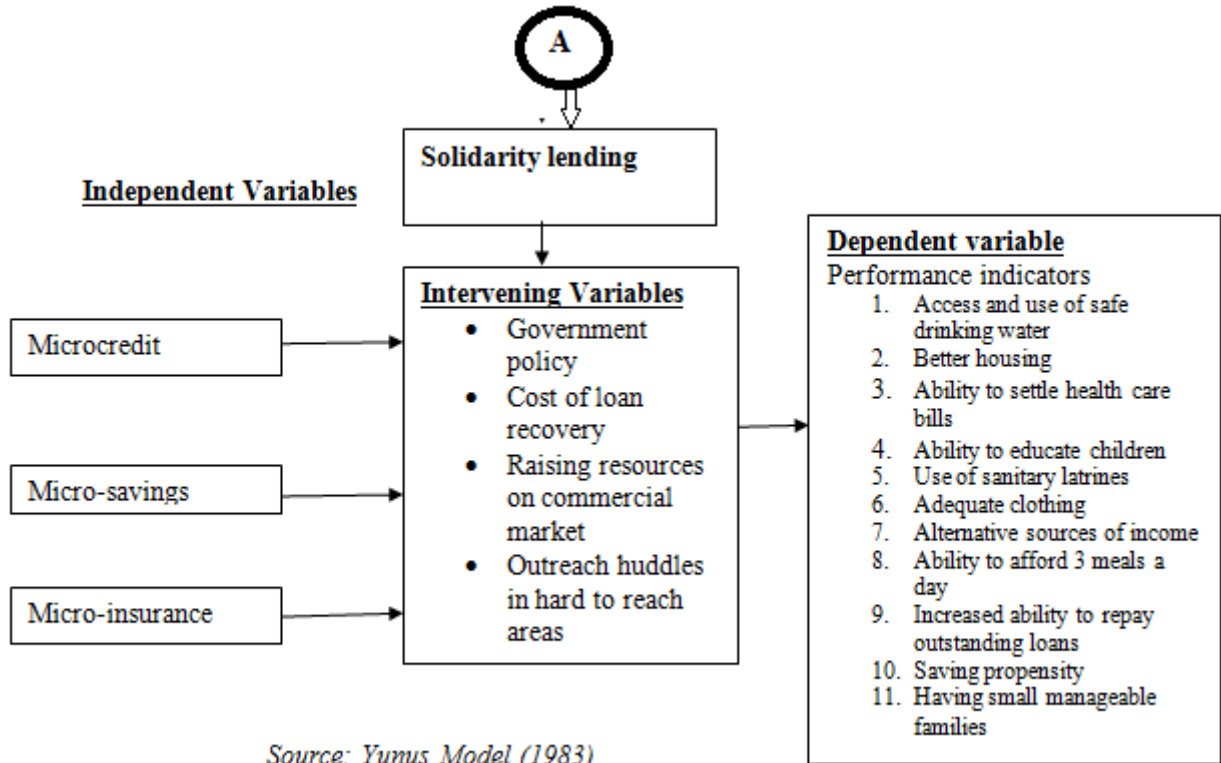 A
Solidarity lending
Independent Variables
Microcredit
Micro-savings
Micro-insurance
Intervening Variables
• Government
policy
• Cost of loan
recovery
• Raising resources
on commercial
market
• Outreach huddles
in hard to reach
areas
Dependent variable
Performance indicators
1. Access and use of safe
drinking water
2. Better housing
3. Ability to settle health care
bills
4. Ability to educate children
5. Use of sanitary latrines
6. Adequate clothing
7. Alternative sources of income
8. Ability to afford 3 meals a
day
9. Increased ability to repay
outstanding loans
10. Saving propensity
11. Having small manageable
families
Source: Yunus Model (1983)